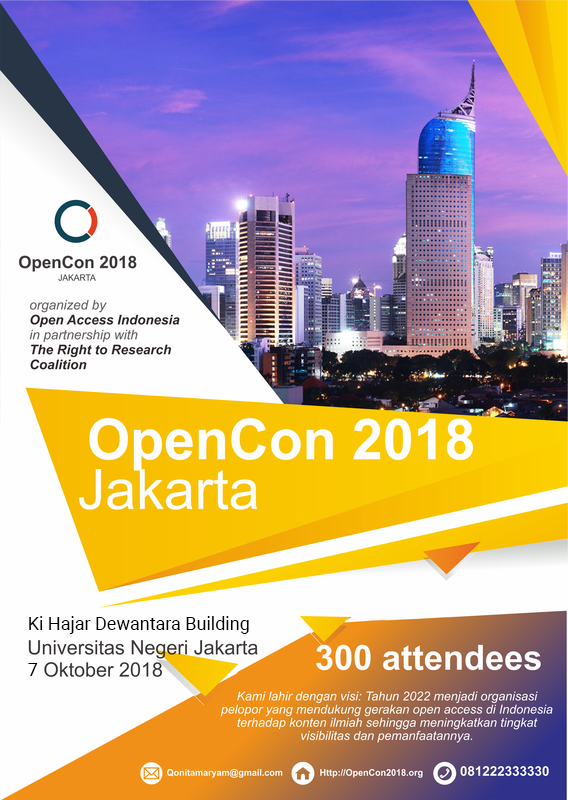 OpenCon 2018
JAKARTA
organized by
Open Access Indonesia
in partnership with
The Right to Research
Coalition
OpenCon 2018
Jakarta
Ki Hajar Dewantara Building
Universitas Negeri Jakarta
7 Oktober 2018
300 attendees
Kami lahir dengan visi: Tahun 2022 menjadi organisasi
pelopor yang mendukung gerakan open access di Indonesia
terhadap konten ilmiah sehingga meningkatkan tingkat
visibilitas dan pemanfaatannya.
Qonitamaryam@gmail.com Http://OpenCon2018.org 081222333330